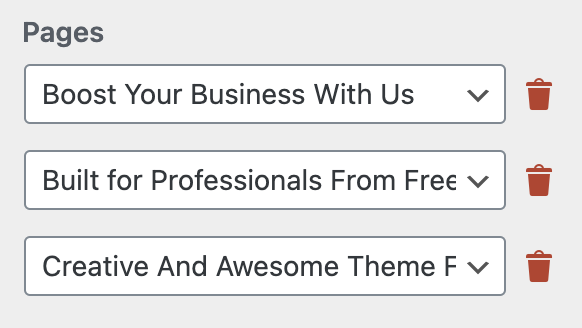 Pages
Boost Your Business With Us
Built for Professionals From Free
Creative And Awesome Theme F